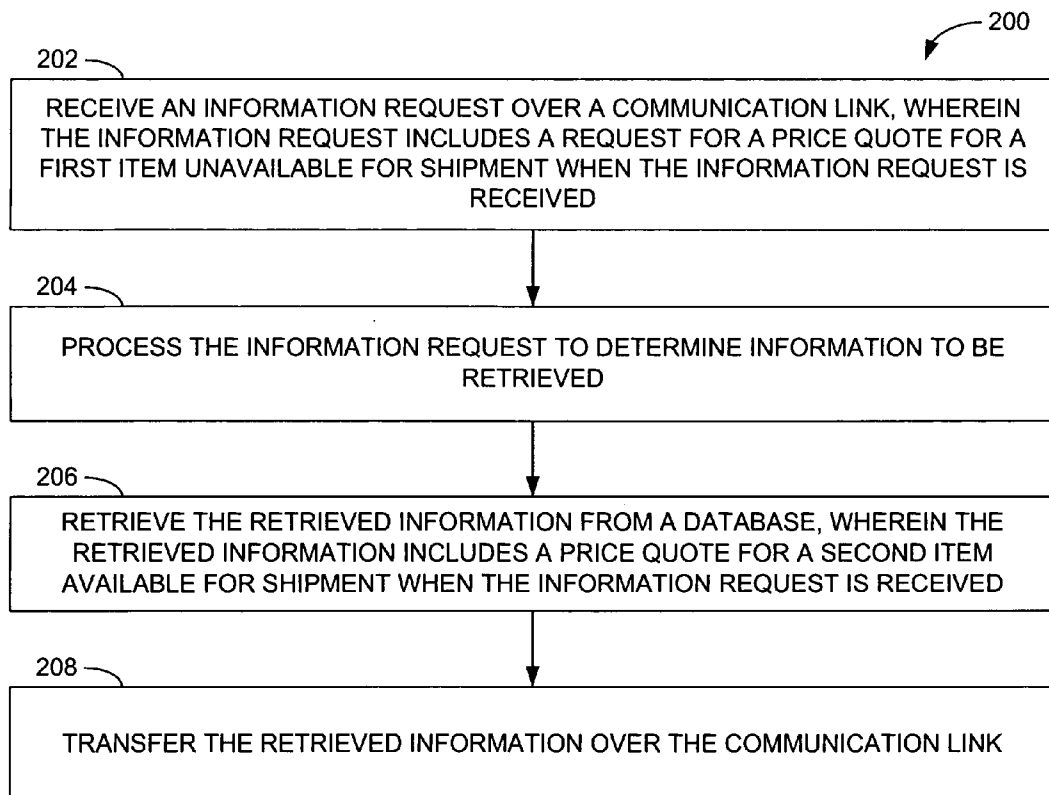 200
202
RECEIVE AN INFORMATION REQUEST OVER A COMMUNICATION LINK, WHEREIN
THE INFORMATION REQUEST INCLUDES A REQUEST FOR A PRICE QUOTE FOR A
FIRST ITEM UNAVAILABLE FOR SHIPMENT WHEN THE INFORMATION REQUEST IS
RECEIVED
204
PROCESS THE INFORMATION REQUEST TO DETERMINE INFORMATION TO BE
RETRIEVED
206
RETRIEVE THE RETRIEVED INFORMATION FROM A DATABASE, WHEREIN THE
RETRIEVED INFORMATION INCLUDES A PRICE QUOTE FOR A SECOND ITEM
AVAILABLE FOR SHIPMENT WHEN THE INFORMATION REQUEST IS RECEIVED
208
TRANSFER THE RETRIEVED INFORMATION OVER THE COMMUNICATION LINK